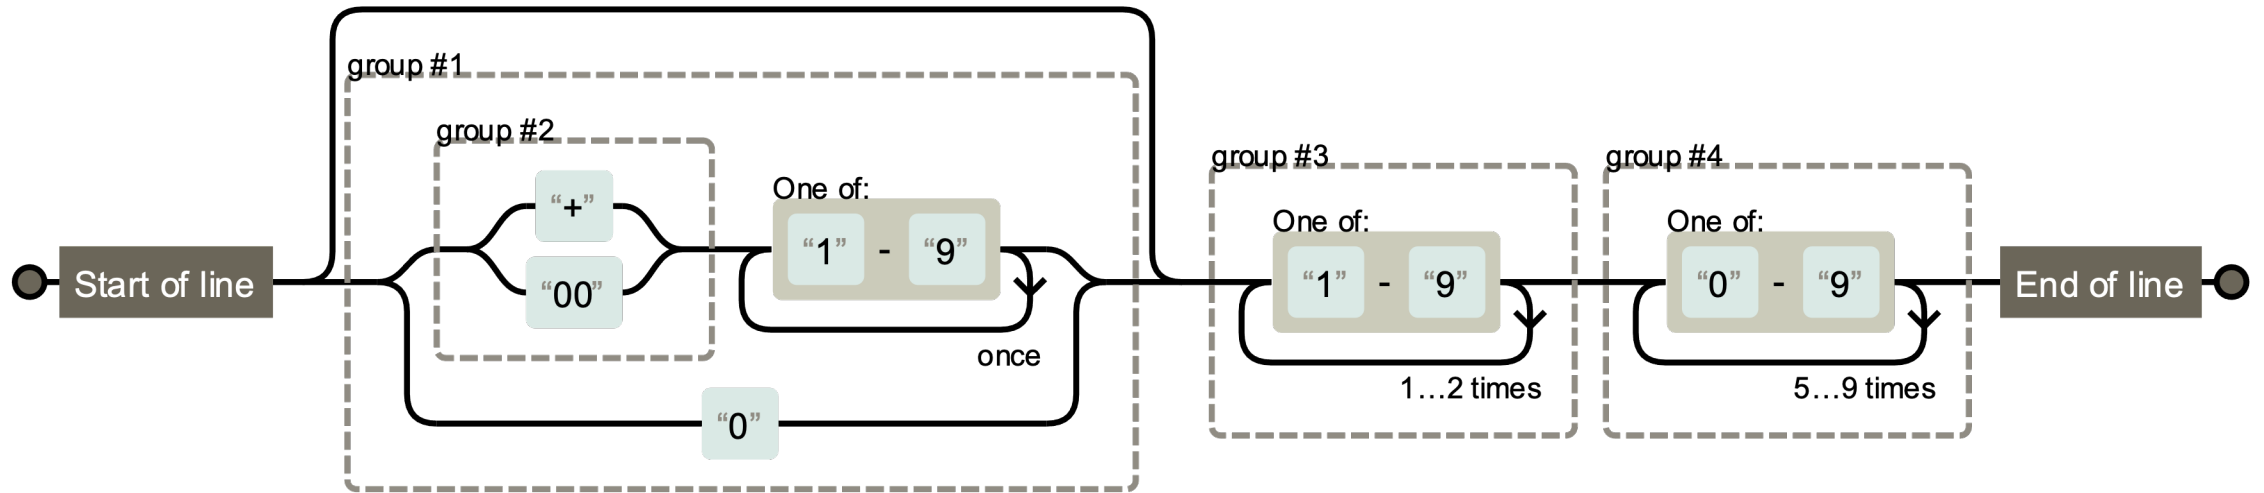 group #1
group #2
“+”
group #3
group #4
One of:
“1” - “9”
One of:
“1” - “9”
One of:
“0” - “9”
Start of line
“00”
End of line
once
1...2 times
5...9 times
“0”